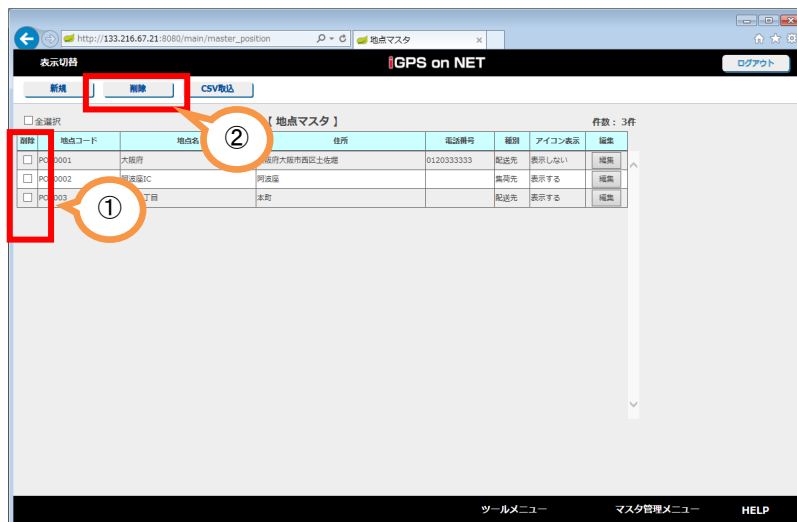 http://133.216.67.21:8080/main/master_position 地点マスタ
表示切替 iGPS on NET ログアウト
新規 削除 CSV取込
②
全選択 【 地点マスタ 】 件数： 3件
削除 地点コード 地点名 住所 電話番号 種別 アイコン表示 編集
0001 大阪府 阪府大阪市西区土佐堀 0120333333 配送先 表示しない 編集
0002 阿波座IC 阿波座 集荷先 表示する 編集
003 丁目 本町 配送先 表示する 編集
①
ツールメニュー マスタ管理メニュー HELP